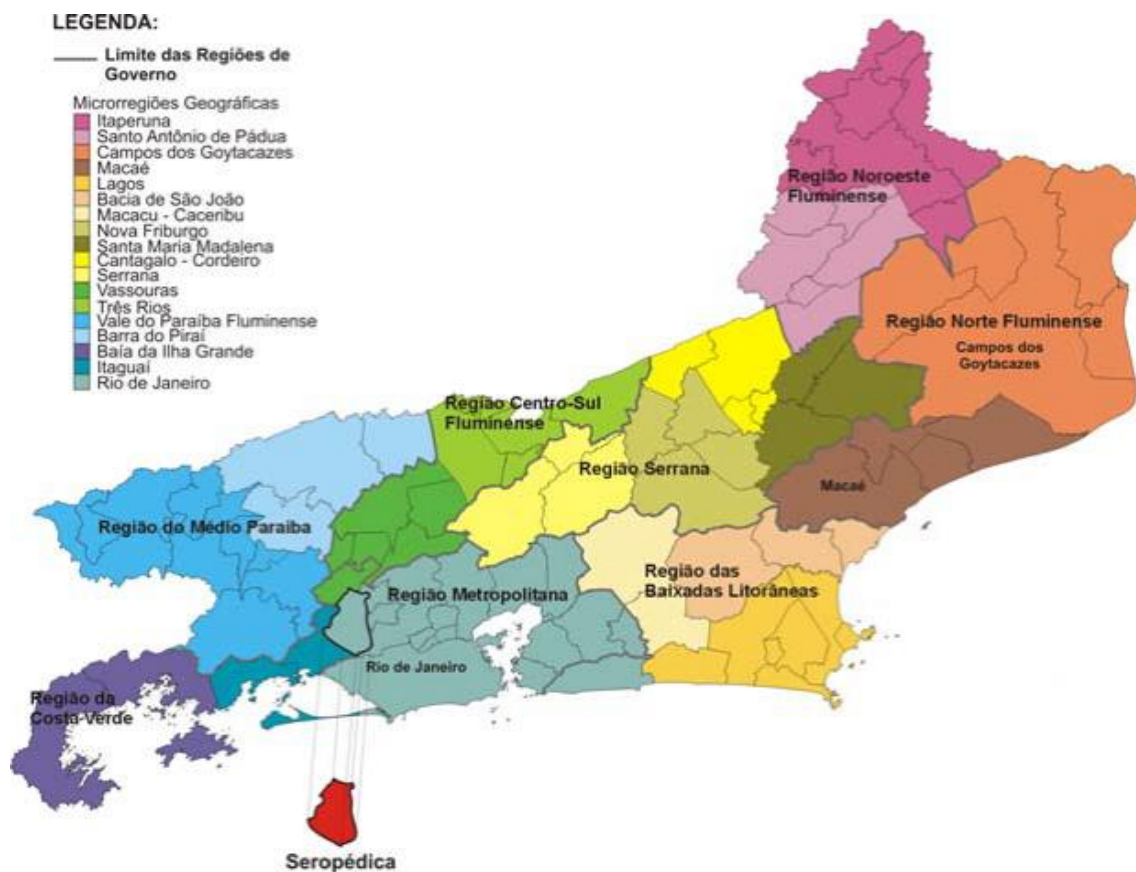 LEGENDA:
Limite das Regiões de
Governo
Microrregiões Geográficas
Itaperuna
Santo Antônio de Pádua
Campos dos Goytacazes
Macaé
Lagos
Bacia de São João
Macacu - Caceribu
Nova Friburgo
Santa Maria Madalena
Cantagalo - Cordeiro
Serrana
Vassouras
Três Rios
Vale do Paraíba Fluminense
Barra do Piraí
Baía da Ilha Grande
Itaguaí
Rio de Janeiro
Região Noroeste
Fluminense
Região Norte Fluminense
Campos dos
Goytacazes
Região Centro-Sul
Fluminense
Região Serrana
Macaé
Região do Médio Paraíba
Região das
Baixadas Litorâneas
Região Metropolitana
Rio de Janeiro
Região da
Costa-Verde
Seropédica